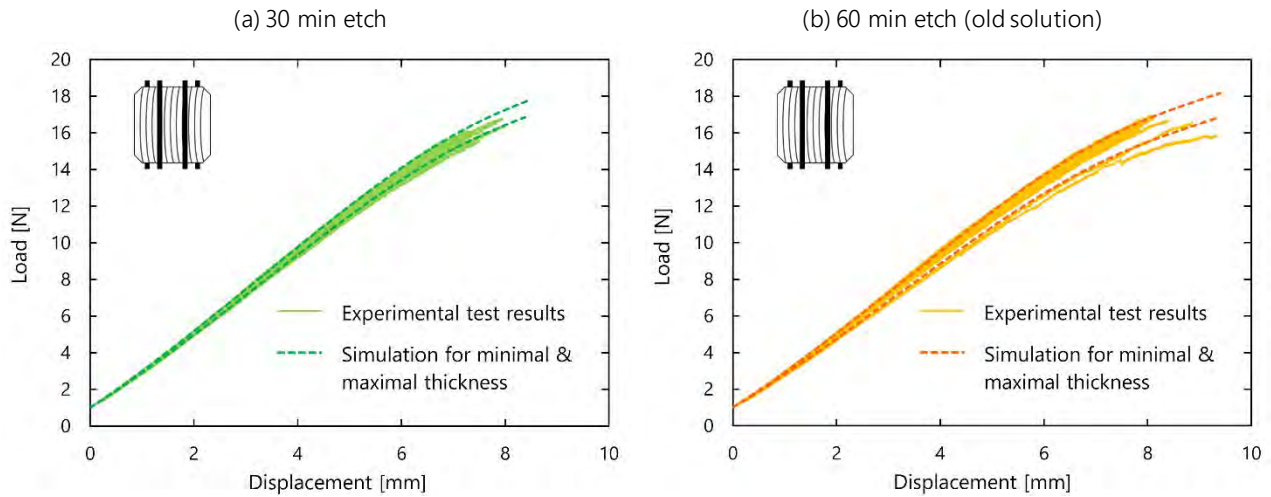 (a) 30 min etch
20
18
16
14
12
10
8
6
4
2
0
Load [N]
Experimental test results
Simulation for minimal &
maximal thickness
0 2 4 6 8 10
Displacement [mm]
(b) 60 min etch (old solution)
20
18
16
14
12
10
8
6
4
2
0
Load [N]
Experimental test results
Simulation for minimal &
maximal thickness
0 2 4 6 8 10
Displacement [mm]